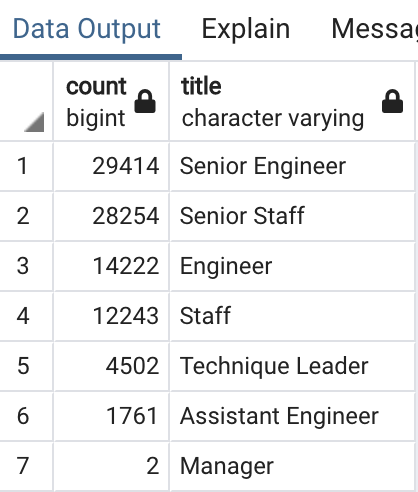 Data Output Explain
count title
bigint character varying
1 29414 Senior Engineer
2 28254 Senior Staff
3 14222 Engineer
4 12243 Staff
5 4502 Technique Leader
6 1761 Assistant Engineer
7 2 Manager